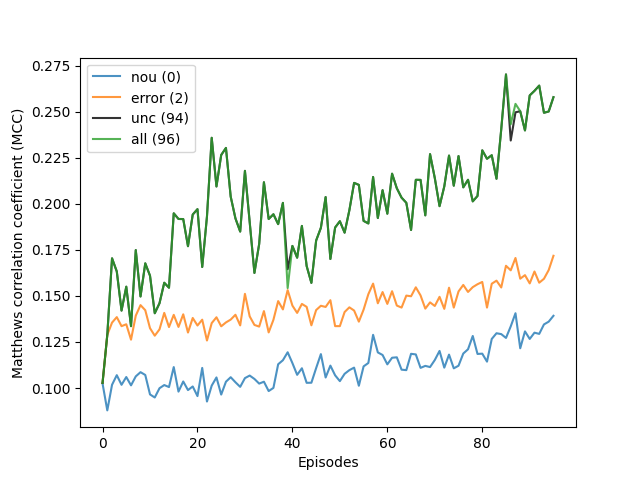 0.275
0.250
0.225
0.200
0.175
0.150
0.125
0.100
Matthews correlation coefficient (MCC)
nou (0)
error (2)
unc (94)
all (96)
0 20 40 60 80
Episodes